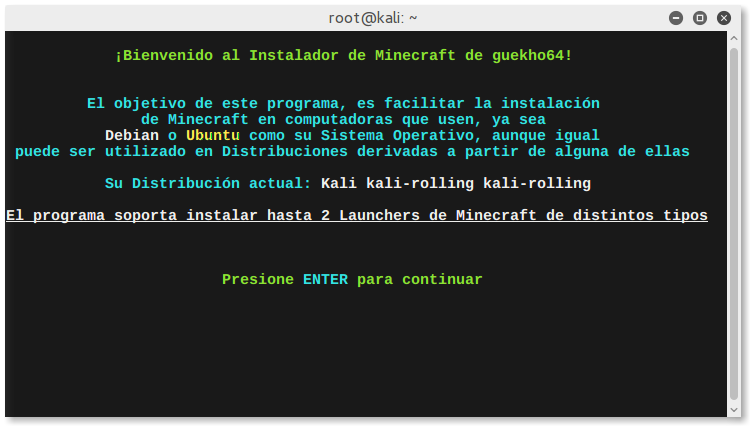 root@kali: ~
¡Bienvenido al Instalador de Minecraft de guekho64!
El objetivo de este programa, es facilitar la instalación
de Minecraft en computadoras que usen, ya sea
Debian o Ubuntu como su Sistema Operativo, aunque igual
puede ser utilizado en Distribuciones derivadas a partir de alguna de ellas
Su Distribución actual: Kali kali-rolling kali-rolling
El programa soporta instalar hasta 2 Launchers de Minecraft de distintos tipos
Presione ENTER para continuar